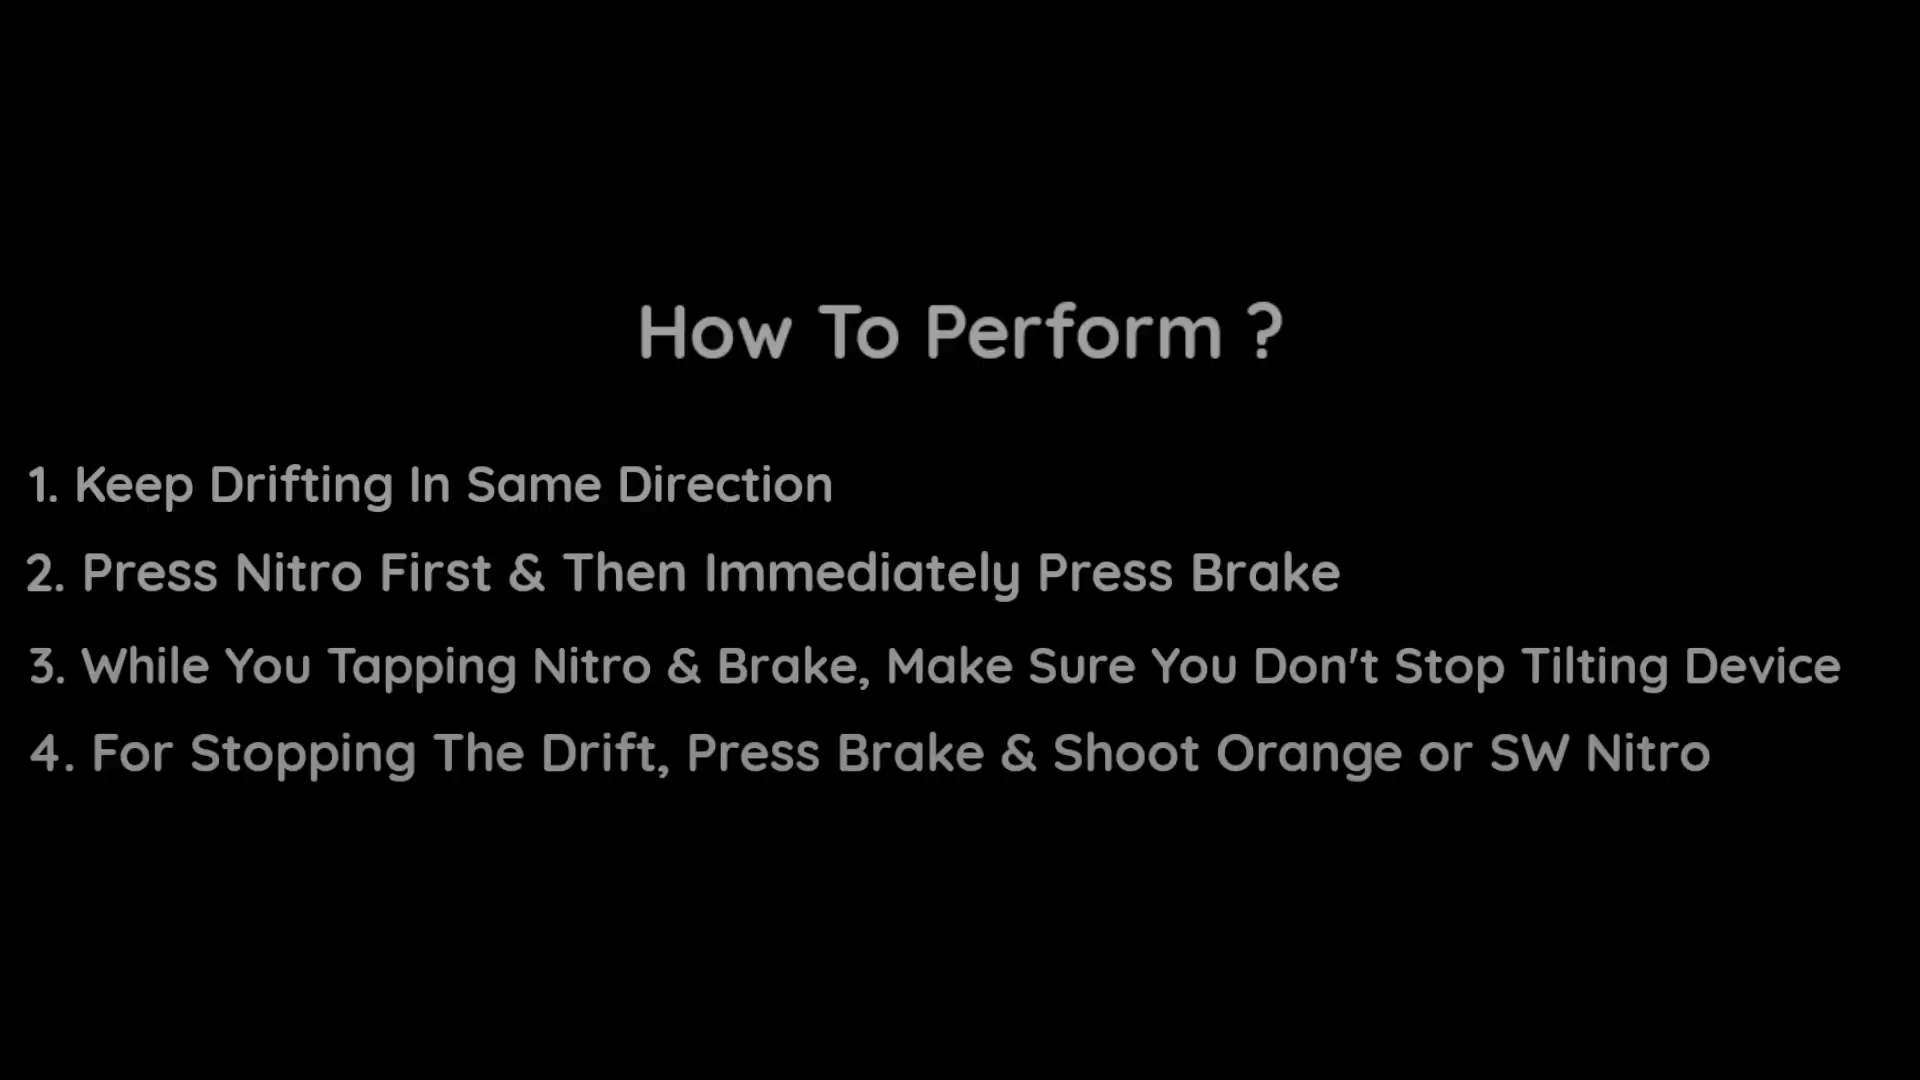 How To Perform ?
1. Keep Drifting In Same Direction
2. Press Nitro First & Then Immediately Press Brake
3. While You Tapping Nitro & Brake, Make Sure You Don't Stop Tilting Device
4. For Stopping The Drift, Press Brake & Shoot Orange or SW Nitro